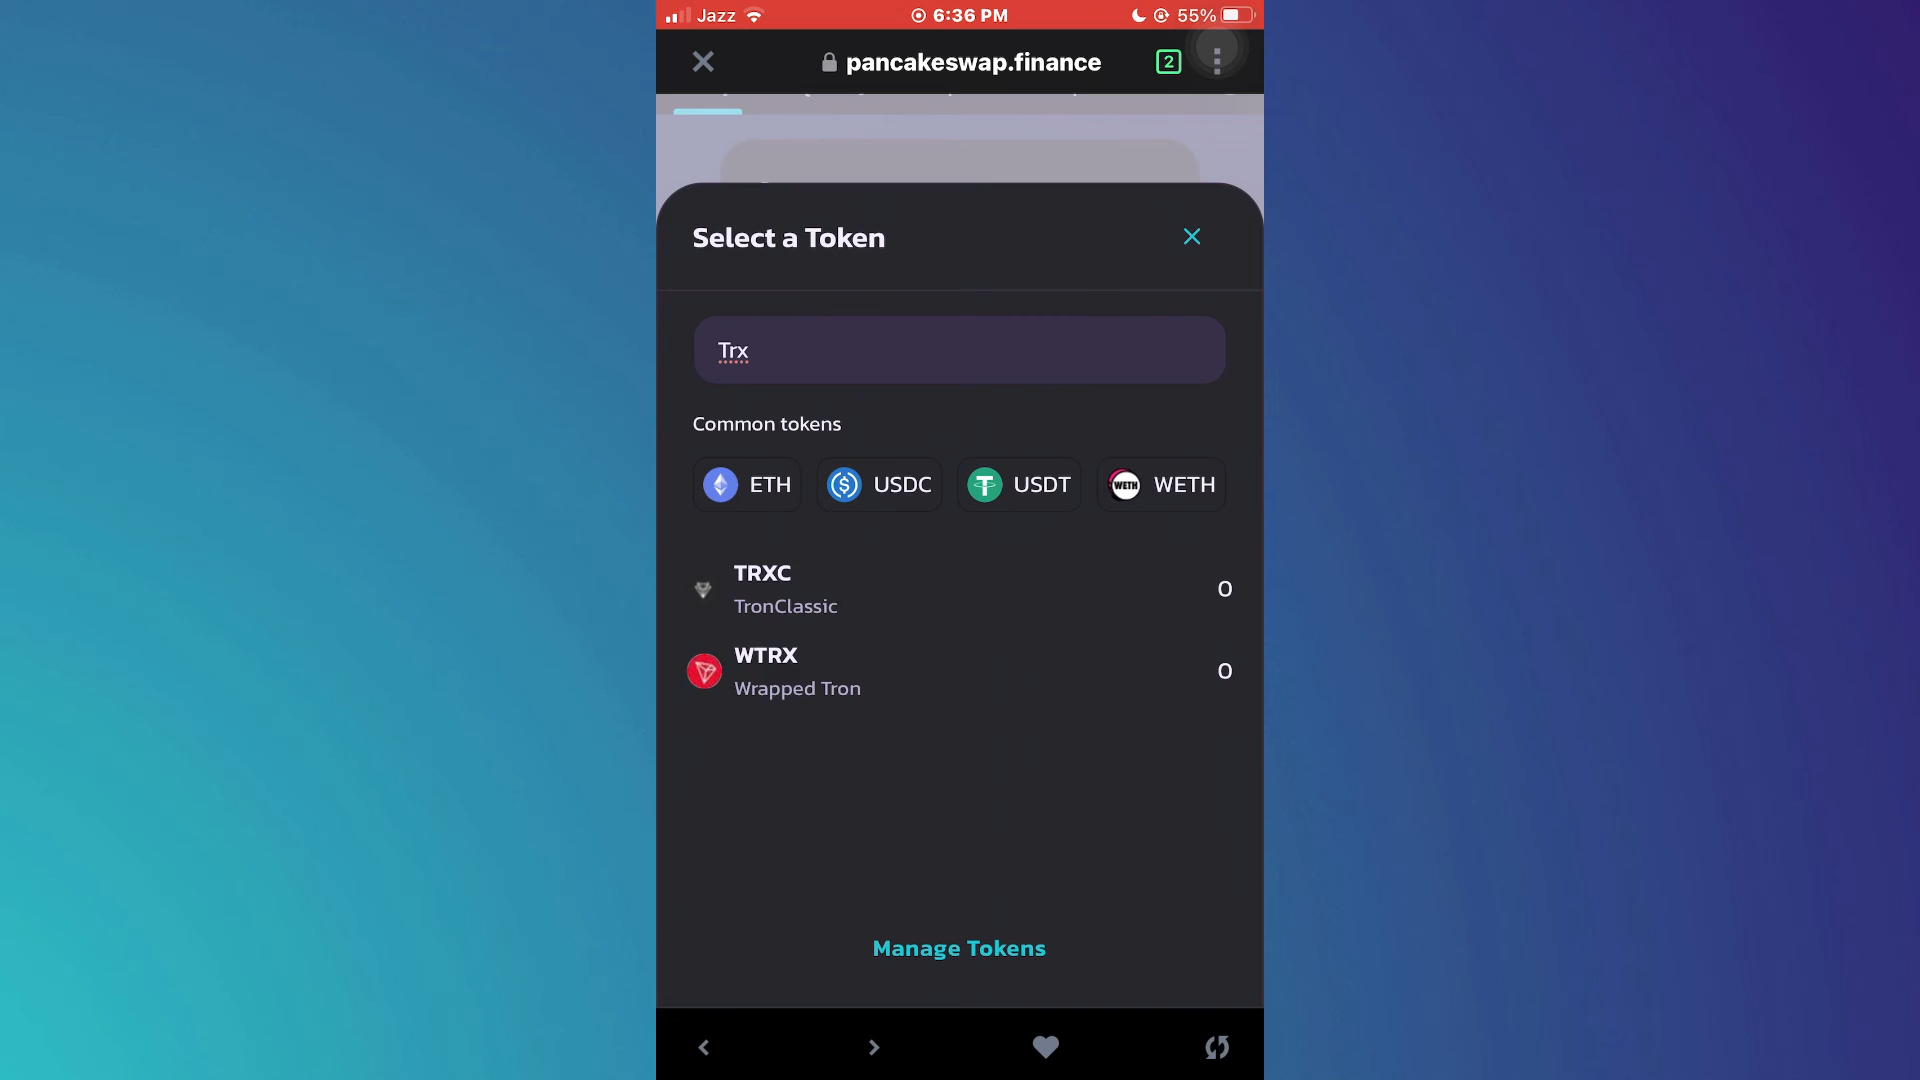 Jazz 6:36 PM 55%
pancakeswap.finance 2
Select a Token
Trx
Common tokens
ETH USDC USDT WETH WETH
TRXC 0
TronClassic
WTRX 0
Wrapped Tron
Manage Tokens